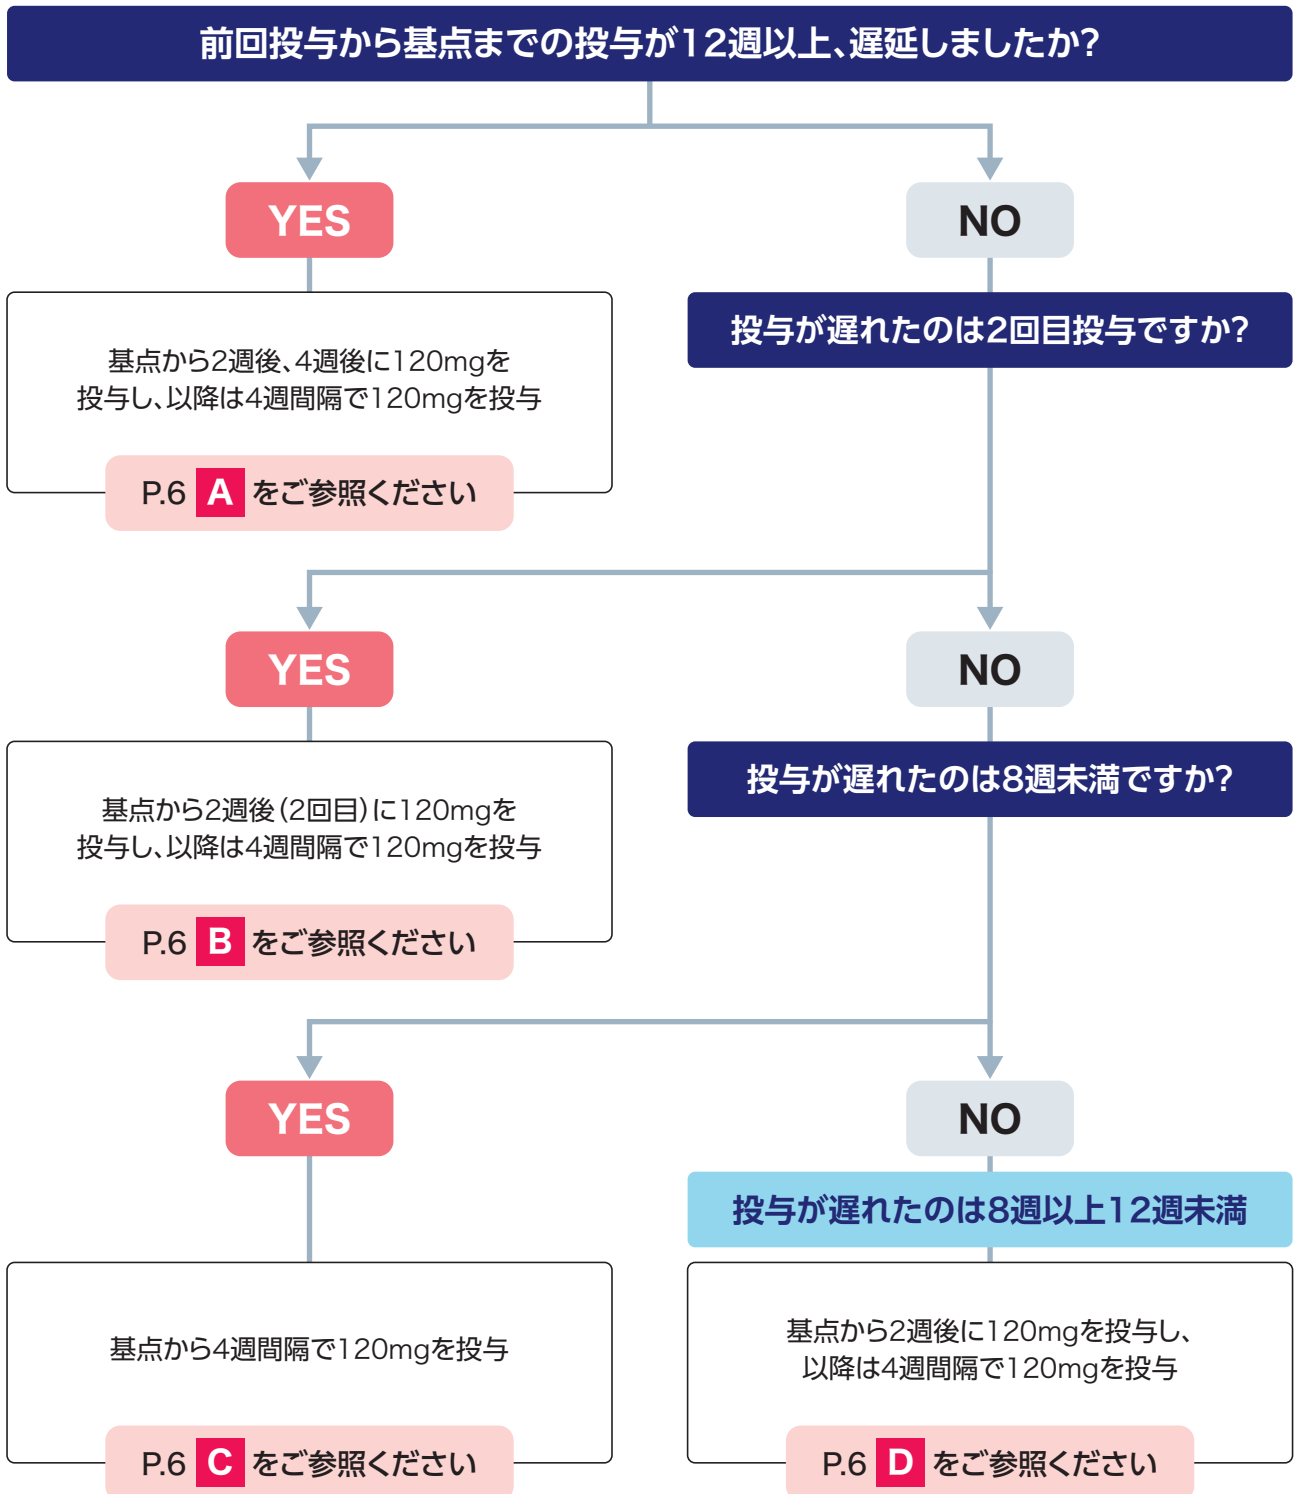 前回投与から基点までの投与が12週以上、遅延しましたか?
YES
NO
基点から2週後、4週後に120mgを
投与し、以降は4週間隔で120mgを投与
P.6 A をご参照ください
投与が遅れたのは2回目投与ですか?
YES
NO
基点から2週後(2回目)に120mgを
投与し、以降は4週間隔で120mgを投与
P.6 B をご参照ください
投与が遅れたのは8週未満ですか?
YES
NO
投与が遅れたのは8週以上12週未満
基点から4週間隔で120mgを投与
P.6 C をご参照ください
基点から2週後に120mgを投与し、
以降は4週間隔で120mgを投与
P.6 D をご参照ください